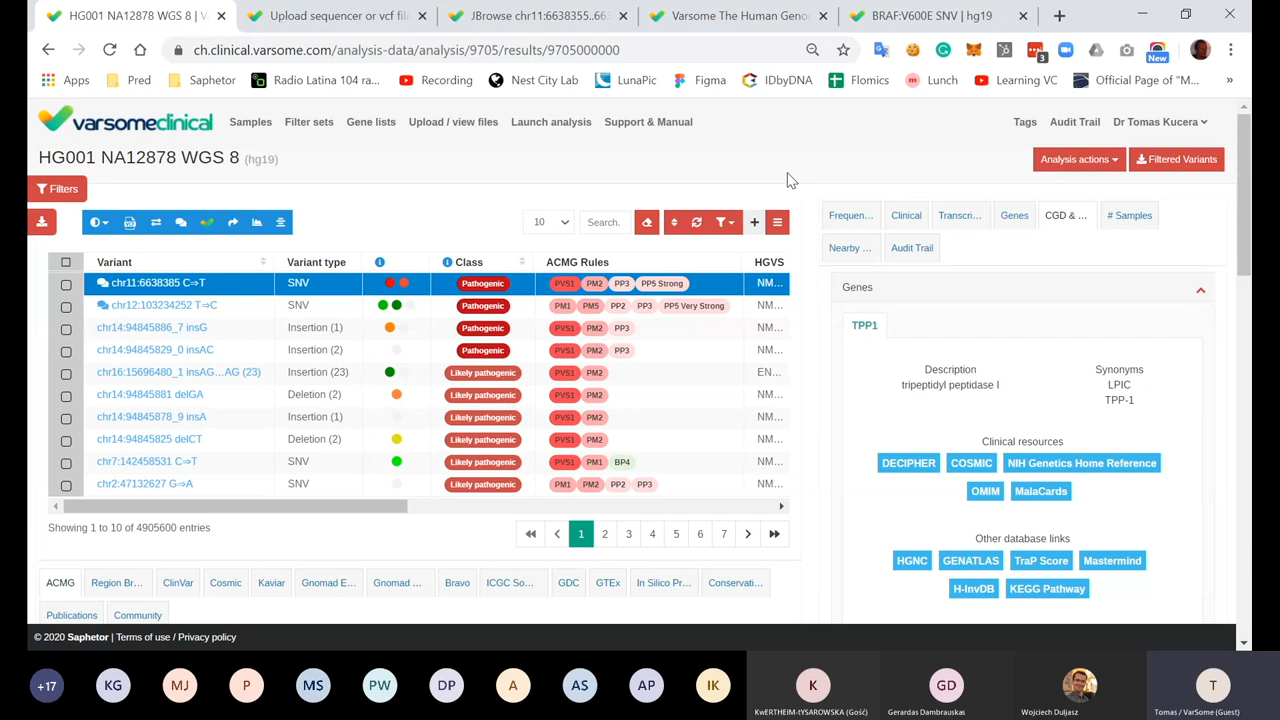 HG001 NA12878 WGS 8 | V
Upload sequencer or vcf file
JBrowse chr11:6638355..663
Varsome The Human Geno
BRAF:V600E SNV | hg19
ch.clinical.varsome.com/analysis-data/analysis/9705/results/9705000000
3
New
Apps Pred Saphetor Radio Latina 104 ra... Recording Nest City Lab LunaPic Figma IDbyDNA Flomics Lunch Learning VC Official Page of "M... »
varsomeclinical Samples Filter sets Gene lists Upload / view files Launch analysis Support & Manual Tags Audit Trail Dr Tomas Kucera
HG001 NA12878 WGS 8 (hg19)
Analysis actions Filtered Variants
Filters
10 Search.
Variant Variant type Class ACMG Rules HGVS
chr11:6638385 C⇒T SNV Pathogenic PVS1 PM2 PP3 PP5 Strong NM...
chr12:103234252 T⇒C SNV Pathogenic PM1 PM5 PP2 PP3 PP5 Very Strong NM...
chr14:94845886_7 insG Insertion (1) Pathogenic PVS1 PM2 PP3 NM...
chr14:94845829_0 insAC Insertion (2) Pathogenic PVS1 PM2 PP3 NM...
chr16:15696480_1 insAG...AG (23) Insertion (23) Likely pathogenic PVS1 PM2 EN...
chr14:94845881 delGA Deletion (2) Likely pathogenic PVS1 PM2 NM...
chr14:94845878_9 insA Insertion (1) Likely pathogenic PVS1 PM2 NM...
chr14:94845825 delCT Deletion (2) Likely pathogenic PVS1 PM2 NM...
chr7:142458531 C⇒T SNV Likely pathogenic PVS1 PM1 BP4 NM...
chr2:47132627 G⇒A SNV Likely pathogenic PM1 PM2 PP2 PP3 NM...
Showing 1 to 10 of 4905600 entries
1 2 3 4 5 6 7
ACMG Region Br... ClinVar Cosmic Kaviar Gnomad E... Gnomad ... Bravo ICGC So... GDC GTEx In Silico Pr... Conservati...
Publications Community
Frequen... Clinical Transcri... Genes CGD & ... # Samples
Nearby ... Audit Trail
Genes
TPP1
Description Synonyms
tripeptidyl peptidase I LPIC
TPP-1
Clinical resources
DECIPHER COSMIC NIH Genetics Home Reference
OMIM MalaCards
Other database links
HGNC GENATLAS TraP Score Mastermind
H-InvDB KEGG Pathway
© 2020 Saphetor | Terms of use / Privacy policy
+17 KG MJ P MS PW DP A AS AP IK K GD T
KwERTHEIM-tYSAROWSKA (Gość) Gerardas Dambrauskas Wojciech Duljasz Tomas / VarSome (Guest)